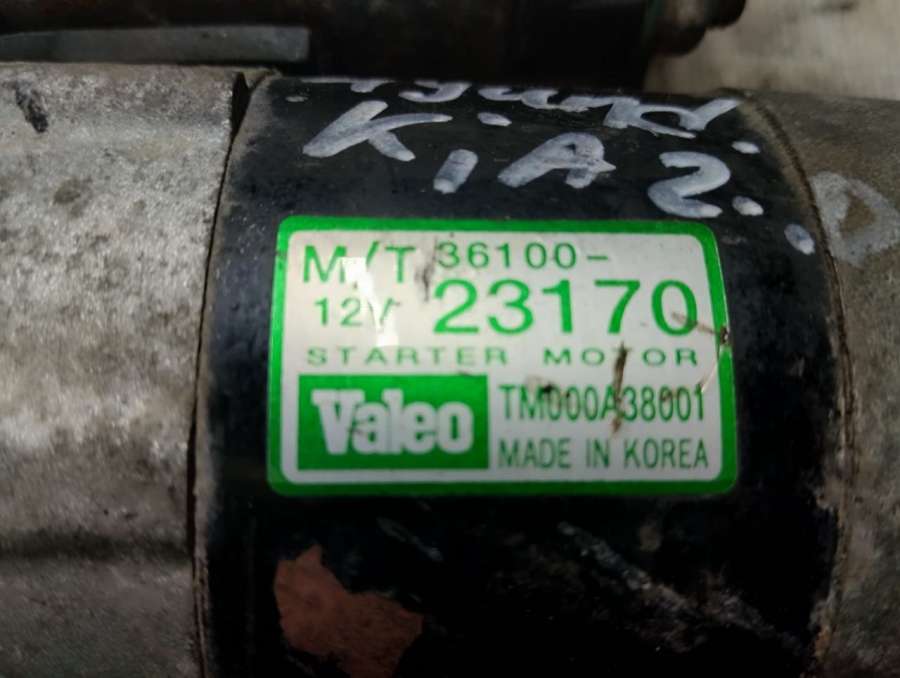 KiA 2.
M/T 36100-
12V 23170
STARTER MOTOR
Valeo TM000A38001
MADE IN KOREA